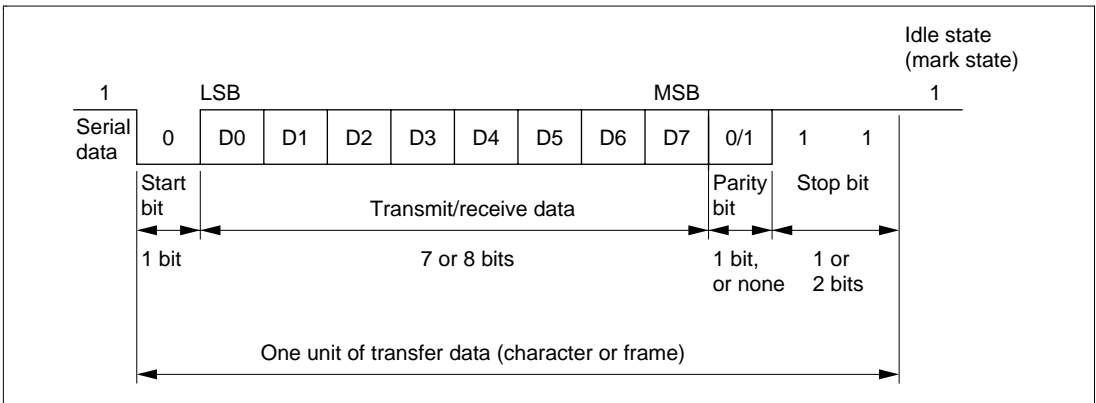 Idle state
(mark state)
1 LSB MSB 1
Serial
data
0 D0 D1 D2 D3 D4 D5 D6 D7 0/1 1 1
Start
bit
Transmit/receive data
Parity
bit
Stop bit
1 bit
7 or 8 bits
1 bit,
or none
1 or
2 bits
One unit of transfer data (character or frame)